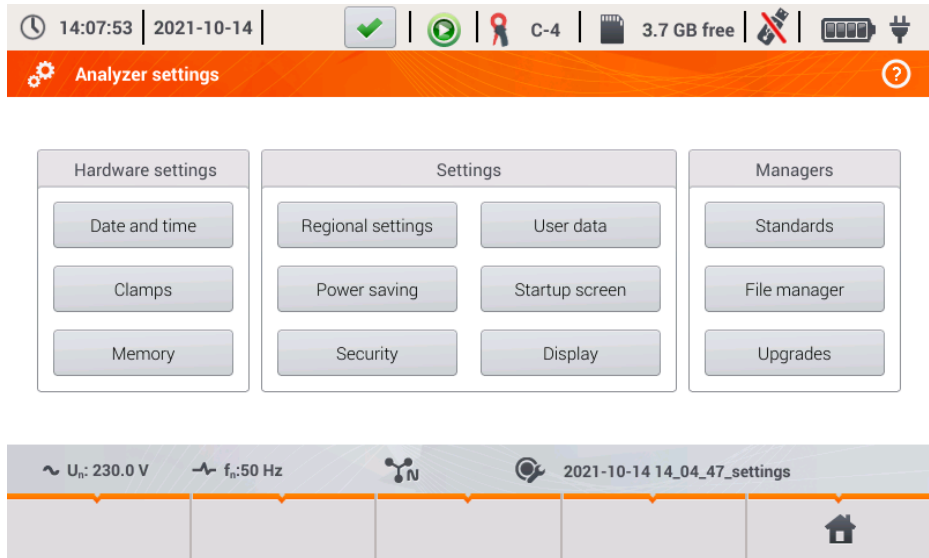 14:07:53 2021-10-14 C-4 3.7 GB free
Analyzer settings ?
Hardware settings Settings Managers
Date and time Regional settings User data Standards
Clamps Power saving Startup screen File manager
Memory Security Display Upgrades
Un: 230.0 V fn:50 Hz N 2021-10-14 14_04_47_settings